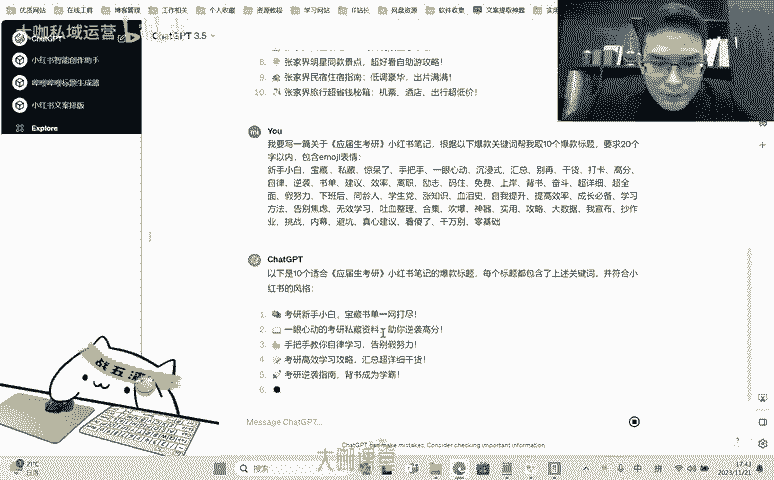 优质网站 在线工具 博客管理 工作相关 个人收藏 资源教程 学习网站 IT站长 网盘资源 软件收集 文案提取神器
大咖私域运营
ChatGPT
小红书智能创作助手
小红书文案排版
Explore
ChatGPT 3.5
8. 张家界明星同款景点，超好看自助游攻略！
9. 张家界民宿住宿指南：低调豪华，出片满满！
10. 张家界旅行超省钱秘籍：机票、酒店、出行超低价！
You
我要写一篇关于《应届生考研》小红书笔记，根据以下爆款关键词帮我取10个爆款标题，要求20个
字以内，包含emoji表情：
新手小白、宝藏、私藏、惊呆了、手把手、一眼心动、沉浸式、汇总、别再、干货、打卡、高分、
自律、逆袭、书单、建议、效率、离职、励志、码住、免费、上岸、背书、奋斗、超详细、超全
面、假努力、下班后、同龄人、学生党、涨知识、血泪史、自我提升、提高效率、成长必备、学习
方法、告别焦虑、无效学习、吐血整理、合集、吹爆、神器、实用、攻略、大数据、我宣布、抄作
业、挑战、内幕、避坑、真心建议、看傻了、千万别、零基础
ChatGPT
以下是10个适合《应届生考研》小红书笔记的爆款标题，每个标题都包含了上述关键词，并符合小
红书的风格：
1. 📚 考研新手小白，宝藏书单一网打尽！
2. 📖 一眼心动的考研私藏资料，助你逆袭高分！
3. 手把手教你自律学习，告别假努力！
4. 考研高效学习攻略，汇总超详细干货！
5. 考研逆袭指南，背书成为学霸！
6.
Message ChatGPT...
ChatGPT can make mistakes. Consider checking important information.
大咖课堂
21°C
搜索
中 拼
17:43
2023/11/21